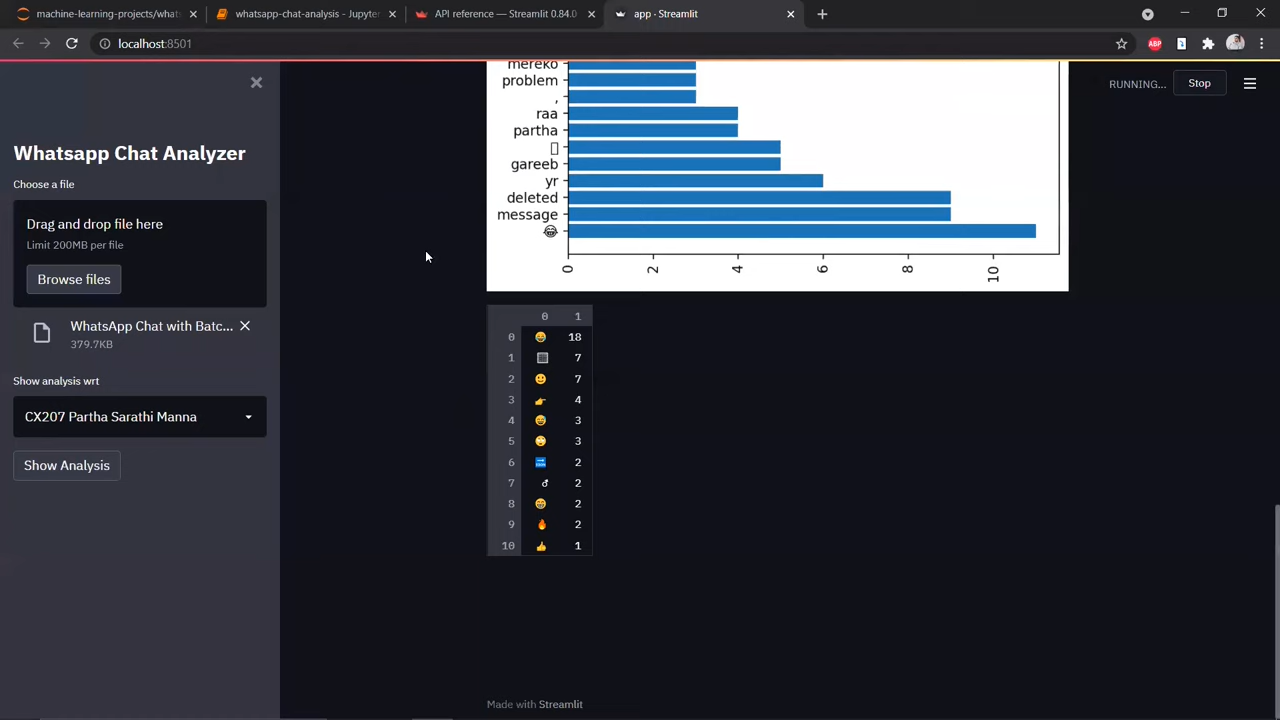 machine-learning-projects/whats
whatsapp-chat-analysis - Jupyter
API reference — Streamlit 0.84.0
app · Streamlit
localhost:8501
ABP
RUNNING...
Stop
Whatsapp Chat Analyzer
Choose a file
Drag and drop file here
Limit 200MB per file
Browse files
WhatsApp Chat with Batc...
379.7KB
Show analysis wrt
CX207 Partha Sarathi Manna
Show Analysis
mereko
problem
,
raa
partha
gareeb
yr
deleted
message
😂
0 2 4 6 8 10
0 1
0 😂 18
1 7
2 🙂 7
3 👉 4
4 😅 3
5 🙄 3
6 🔜 2
7 ♂ 2
8 😁 2
9 🔥 2
10 👍 1
Made with Streamlit